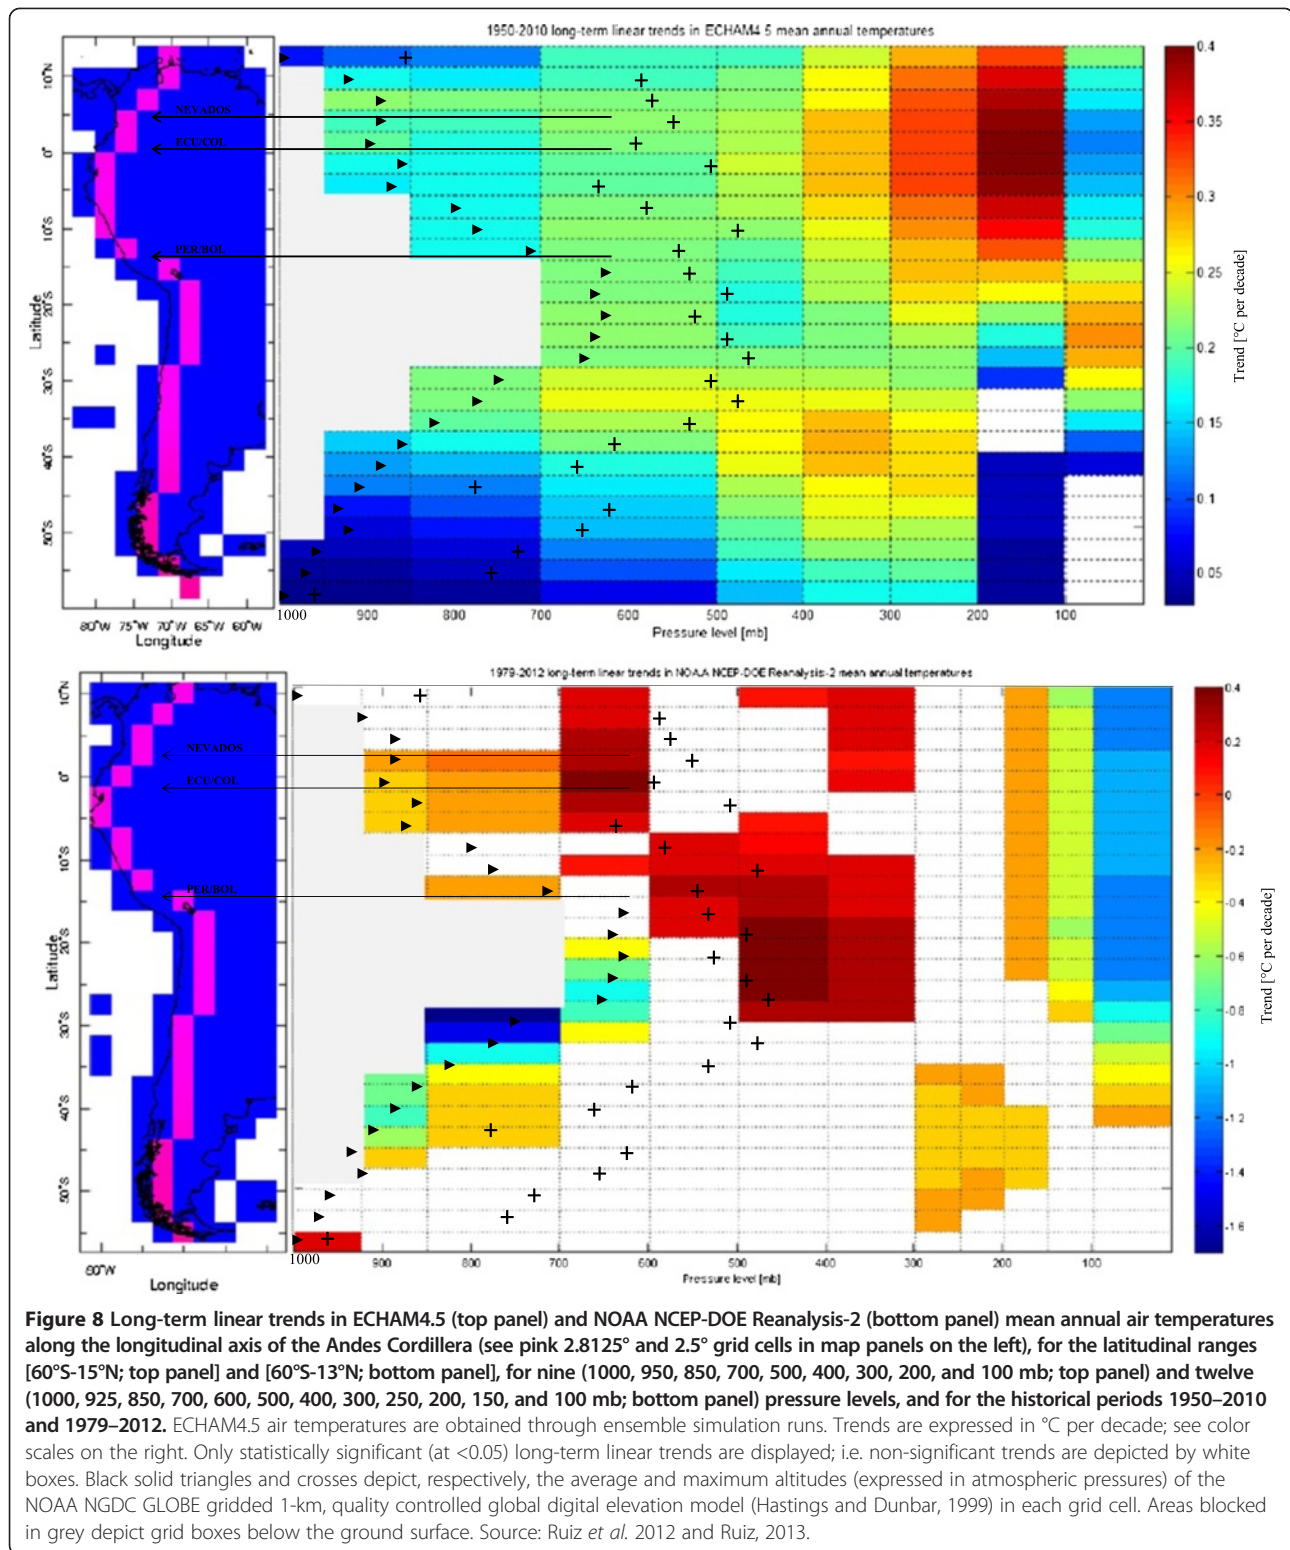 1950-2010 long-term linear trends in ECHAM4.5 mean annual temperatures
10°N
0°
10°S
20°S
30°S
40°S
50°S
Latitude
NEVADOS
ECU/COL
PER/BOL
80°W 75°W 70°W 65°W 60°W
Longitude
1000 900 800 700 600 500 400 300 200 100
Pressure level [mb]
0.4
0.35
0.3
0.25
0.2
0.15
0.1
0.05
Trend [°C per decade]
1979-2012 long-term linear trends in NOAA NCEP-DOE Reanalysis-2 mean annual temperatures
10°N
0°
10°S
20°S
30°S
40°S
50°S
Latitude
NEVADOS
ECU/COL
PER/BOL
80°W
Longitude
1000 900 800 700 600 500 400 300 200 100
Pressure level [mb]
0.4
0.2
0
-0.2
-0.4
-0.6
-0.8
-1
-1.2
-1.4
-1.6
Trend [°C per decade]
Figure 8 Long-term linear trends in ECHAM4.5 (top panel) and NOAA NCEP-DOE Reanalysis-2 (bottom panel) mean annual air temperatures
along the longitudinal axis of the Andes Cordillera (see pink 2.8125° and 2.5° grid cells in map panels on the left), for the latitudinal ranges
[60°S-15°N; top panel] and [60°S-13°N; bottom panel], for nine (1000, 950, 850, 700, 500, 400, 300, 200, and 100 mb; top panel) and twelve
(1000, 925, 850, 700, 600, 500, 400, 300, 250, 200, 150, and 100 mb; bottom panel) pressure levels, and for the historical periods 1950–2010
and 1979–2012. ECHAM4.5 air temperatures are obtained through ensemble simulation runs. Trends are expressed in °C per decade; see color
scales on the right. Only statistically significant (at <0.05) long-term linear trends are displayed; i.e. non-significant trends are depicted by white
boxes. Black solid triangles and crosses depict, respectively, the average and maximum altitudes (expressed in atmospheric pressures) of the
NOAA NGDC GLOBE gridded 1-km, quality controlled global digital elevation model (Hastings and Dunbar, 1999) in each grid cell. Areas blocked
in grey depict grid boxes below the ground surface. Source: Ruiz et al. 2012 and Ruiz, 2013.